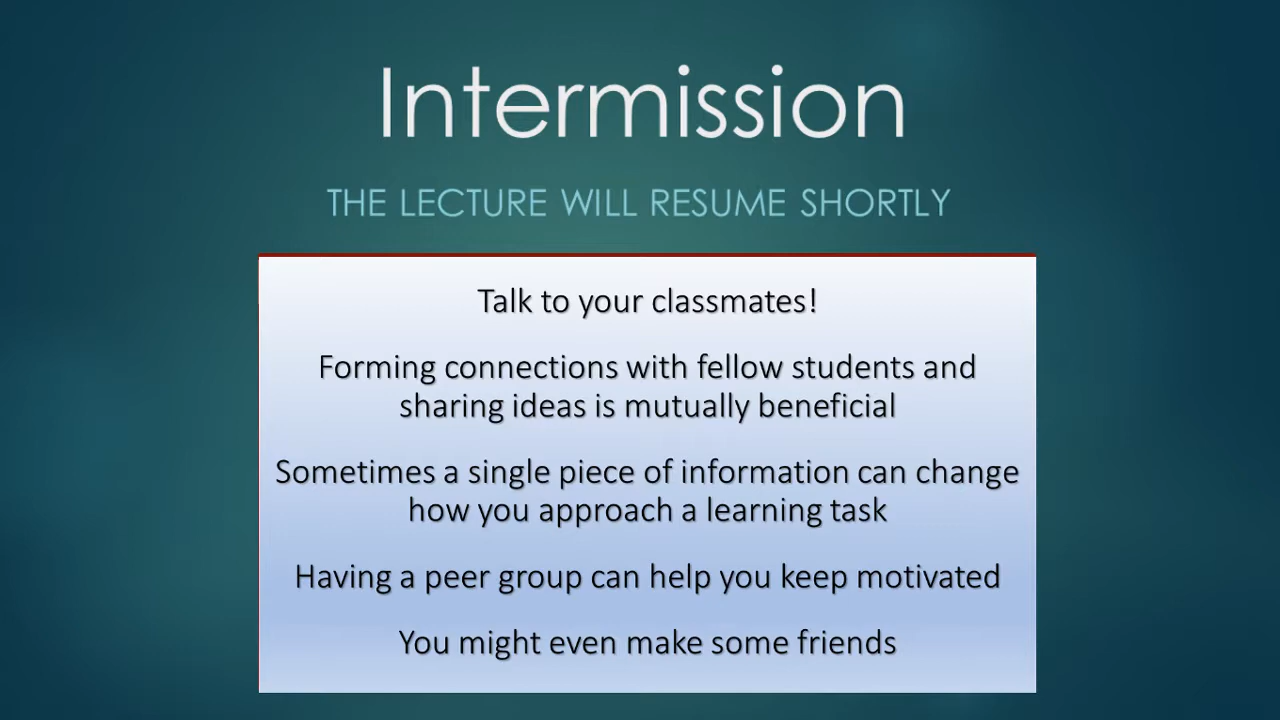 Intermission
THE LECTURE WILL RESUME SHORTLY
Talk to your classmates!
Forming connections with fellow students and
sharing ideas is mutually beneficial
Sometimes a single piece of information can change
how you approach a learning task
Having a peer group can help you keep motivated
You might even make some friends